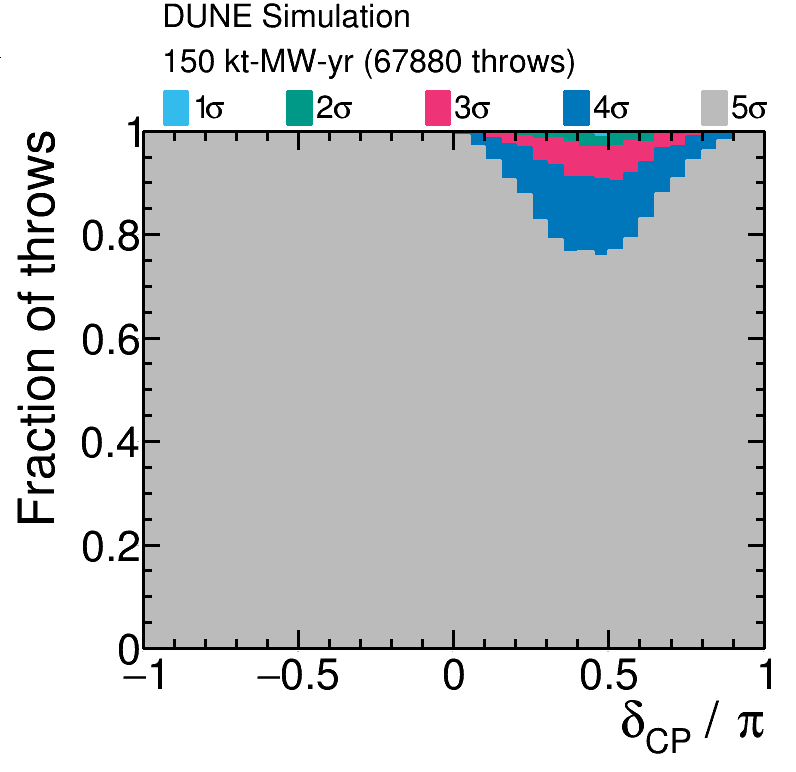 DUNE Simulation
150 kt-MW-yr (67880 throws)
1σ 2σ 3σ 4σ 5σ
1
0.8
0.6
0.4
0.2
0
Fraction of throws
−1 −0.5 0 0.5 1
δCP / π